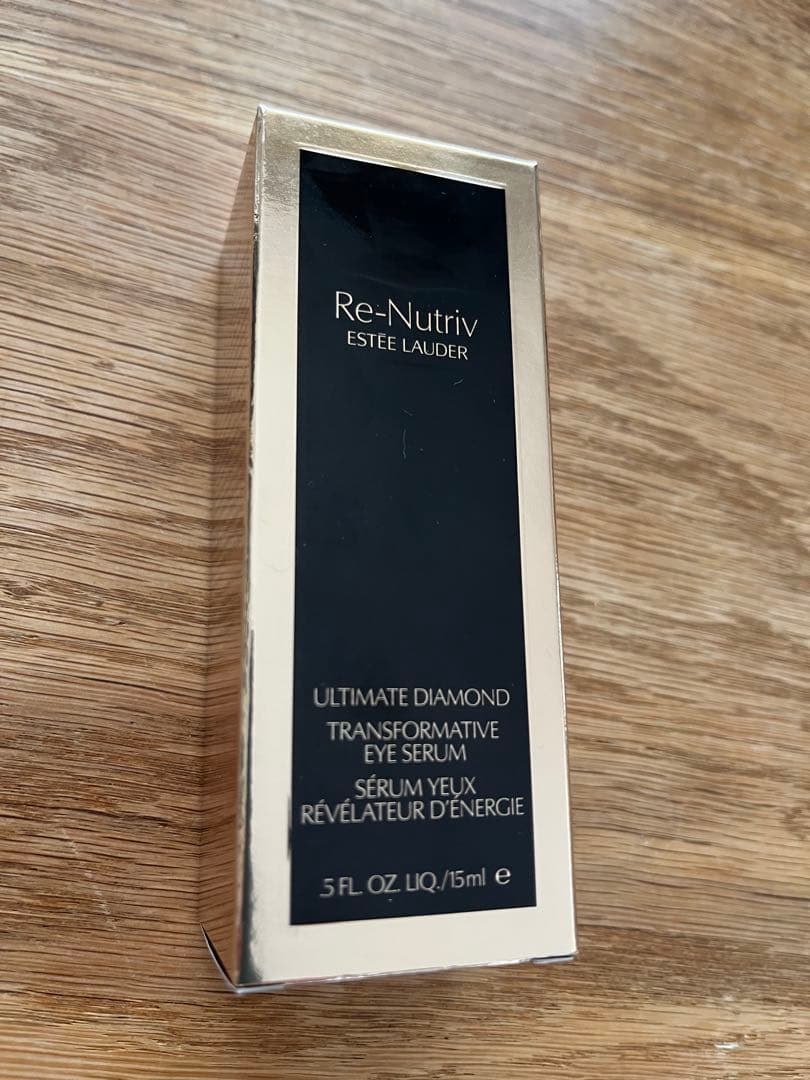 Re-Nutriv
ESTĒE LAUDER
ULTIMATE DIAMOND
TRANSFORMATIVE
EYE SERUM
SÉRUM YEUX
RÉVÉLATEUR D'ÉNERGIE
.5 FL. OZ. LIQ./15ml ℮